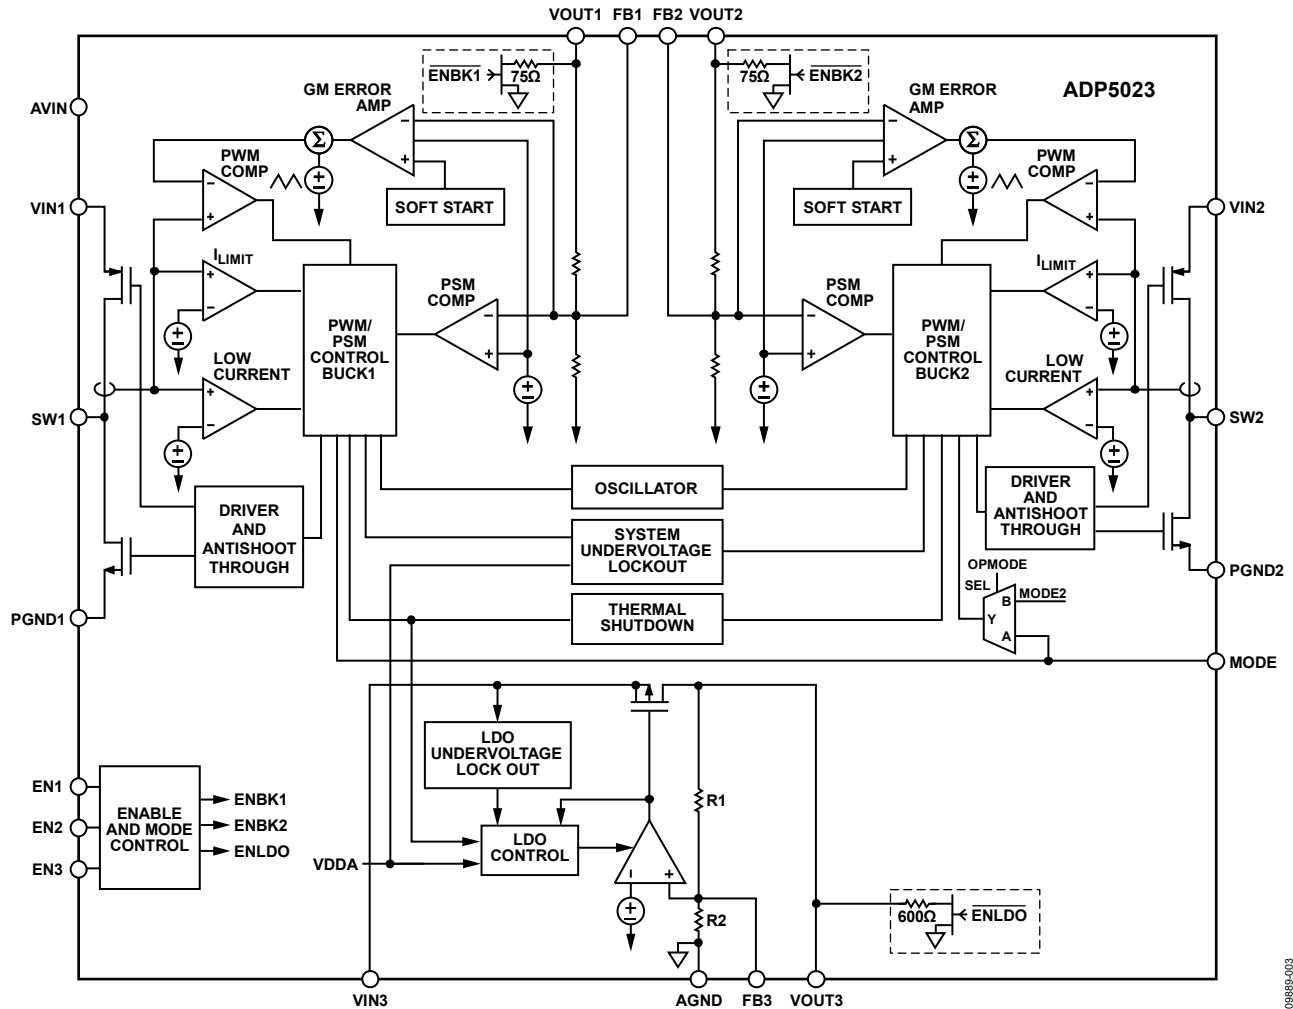 VOUT1 FB1 FB2 VOUT2
ENBK1
75Ω
75Ω
ENBK2
ADP5023
AVIN
GM ERROR
AMP
GM ERROR
AMP
Σ
Σ
PWM
COMP
PWM
COMP
SOFT START
SOFT START
VIN1
VIN2
ILIMIT
ILIMIT
PSM
COMP
PSM
COMP
PWM/
PSM
CONTROL
BUCK1
PWM/
PSM
CONTROL
BUCK2
LOW
CURRENT
LOW
CURRENT
SW1
SW2
OSCILLATOR
DRIVER
AND
ANTISHOOT
THROUGH
DRIVER
AND
ANTISHOOT
THROUGH
SYSTEM
UNDERVOLTAGE
LOCKOUT
OPMODE
SEL
B
MODE2
Y
A
PGND2
PGND1
THERMAL
SHUTDOWN
MODE
LDO
UNDERVOLTAGE
LOCK OUT
EN1
EN2
EN3
ENABLE
AND MODE
CONTROL
ENBK1
ENBK2
ENLDO
R1
LDO
CONTROL
VDDA
R2
600Ω
ENLDO
VIN3
AGND
FB3
VOUT3
09889-003